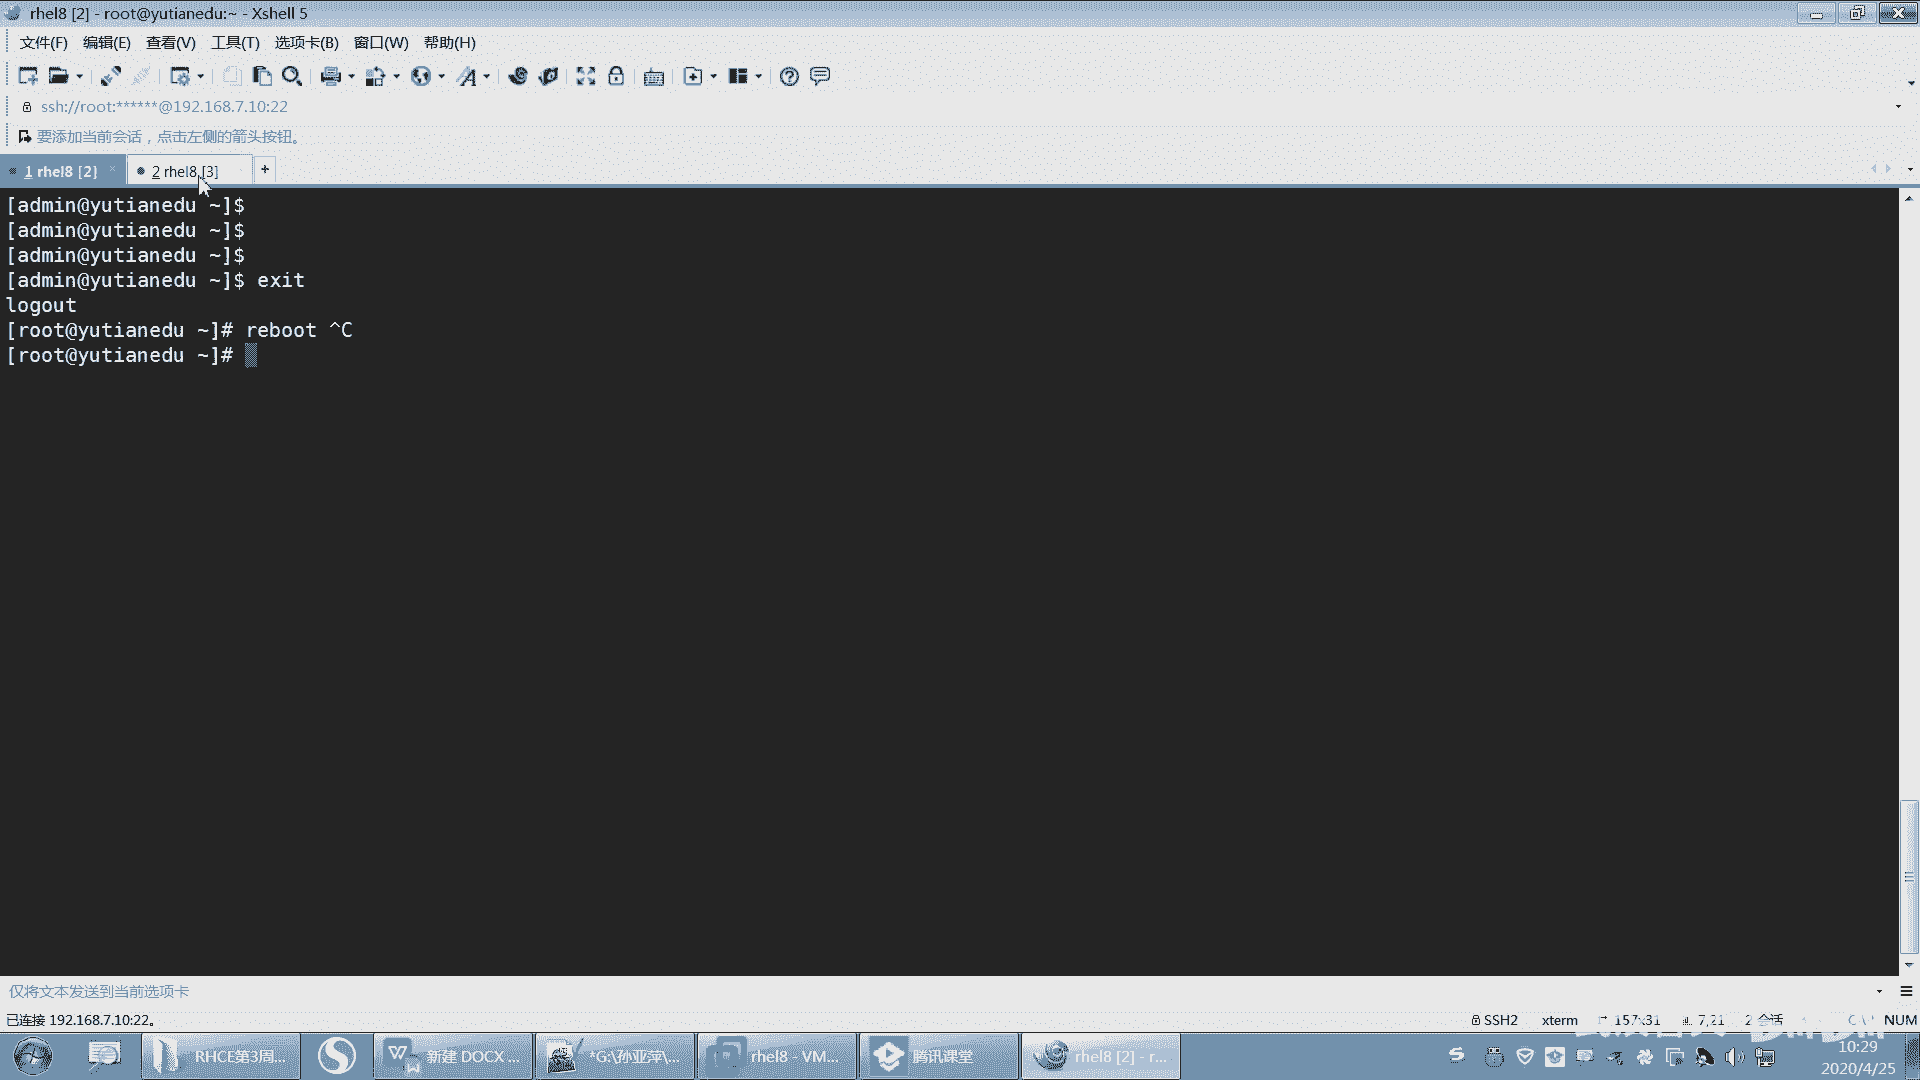 rhel8 [2] - root@yutianedu:~ - Xshell 5
文件(F) 编辑(E) 查看(V) 工具(T) 选项卡(B) 窗口(W) 帮助(H)
ssh://root:******@192.168.7.10:22
要添加当前会话，点击左侧的箭头按钮。
1 rhel8 [2] × 2 rhel8 [3] +
[admin@yutianedu ~]$
[admin@yutianedu ~]$
[admin@yutianedu ~]$
[admin@yutianedu ~]$ exit
logout
[root@yutianedu ~]# reboot ^C
[root@yutianedu ~]#
仅将文本发送到当前选项卡
已连接 192.168.7.10:22。 SSH2 xterm 157x31 7,21 2 会话 NUM
RHCE第3周... 新建 DOCX ... *G:\孙亚萍\... rhel8 - VM... 腾讯课堂 rhel8 [2] - r...
10:29
2020/4/25